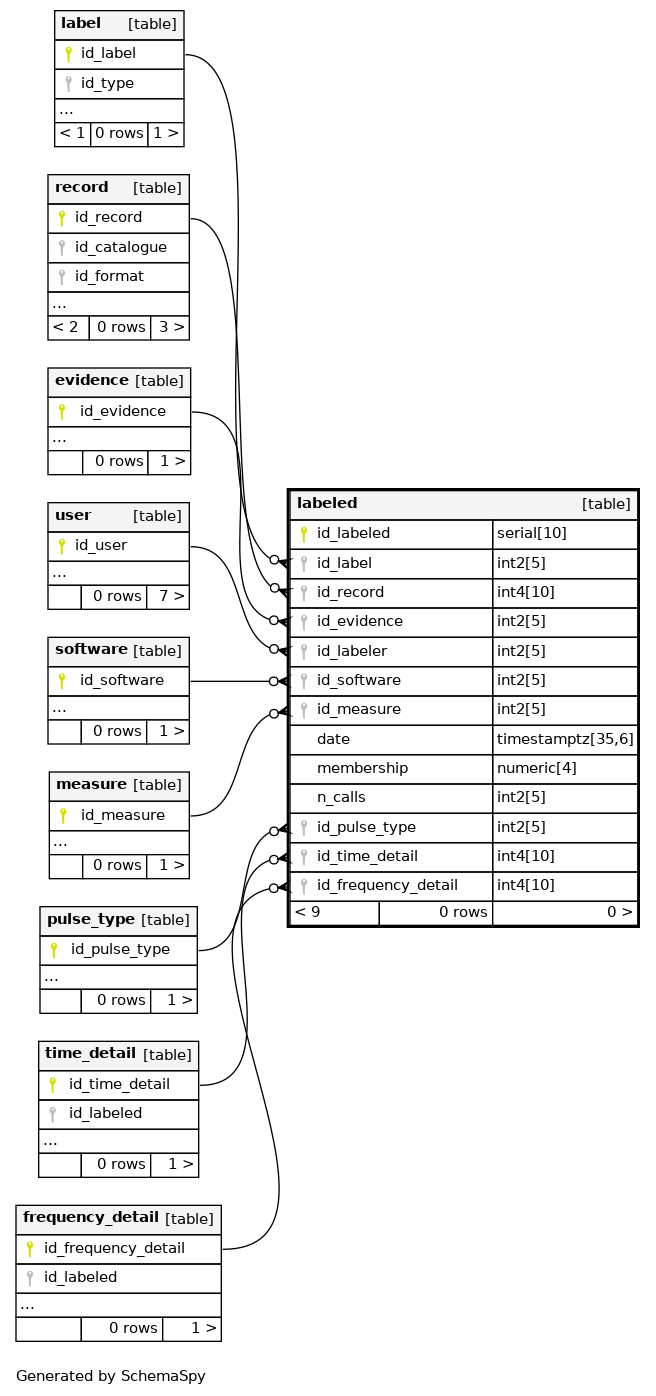 label [table]
id_label
id_type
...
< 1 0 rows 1 >
record [table]
id_record
id_catalogue
id_format
...
< 2 0 rows 3 >
evidence [table]
id_evidence
...
0 rows 1 >
user [table]
id_user
...
0 rows 7 >
software [table]
id_software
...
0 rows 1 >
measure [table]
id_measure
...
0 rows 1 >
pulse_type [table]
id_pulse_type
...
0 rows 1 >
time_detail [table]
id_time_detail
id_labeled
...
0 rows 1 >
frequency_detail [table]
id_frequency_detail
id_labeled
...
0 rows 1 >
labeled [table]
id_labeled serial[10]
id_label int2[5]
id_record int4[10]
id_evidence int2[5]
id_labeler int2[5]
id_software int2[5]
id_measure int2[5]
date timestamptz[35,6]
membership numeric[4]
n_calls int2[5]
id_pulse_type int2[5]
id_time_detail int4[10]
id_frequency_detail int4[10]
< 9 0 rows 0 >
Generated by SchemaSpy